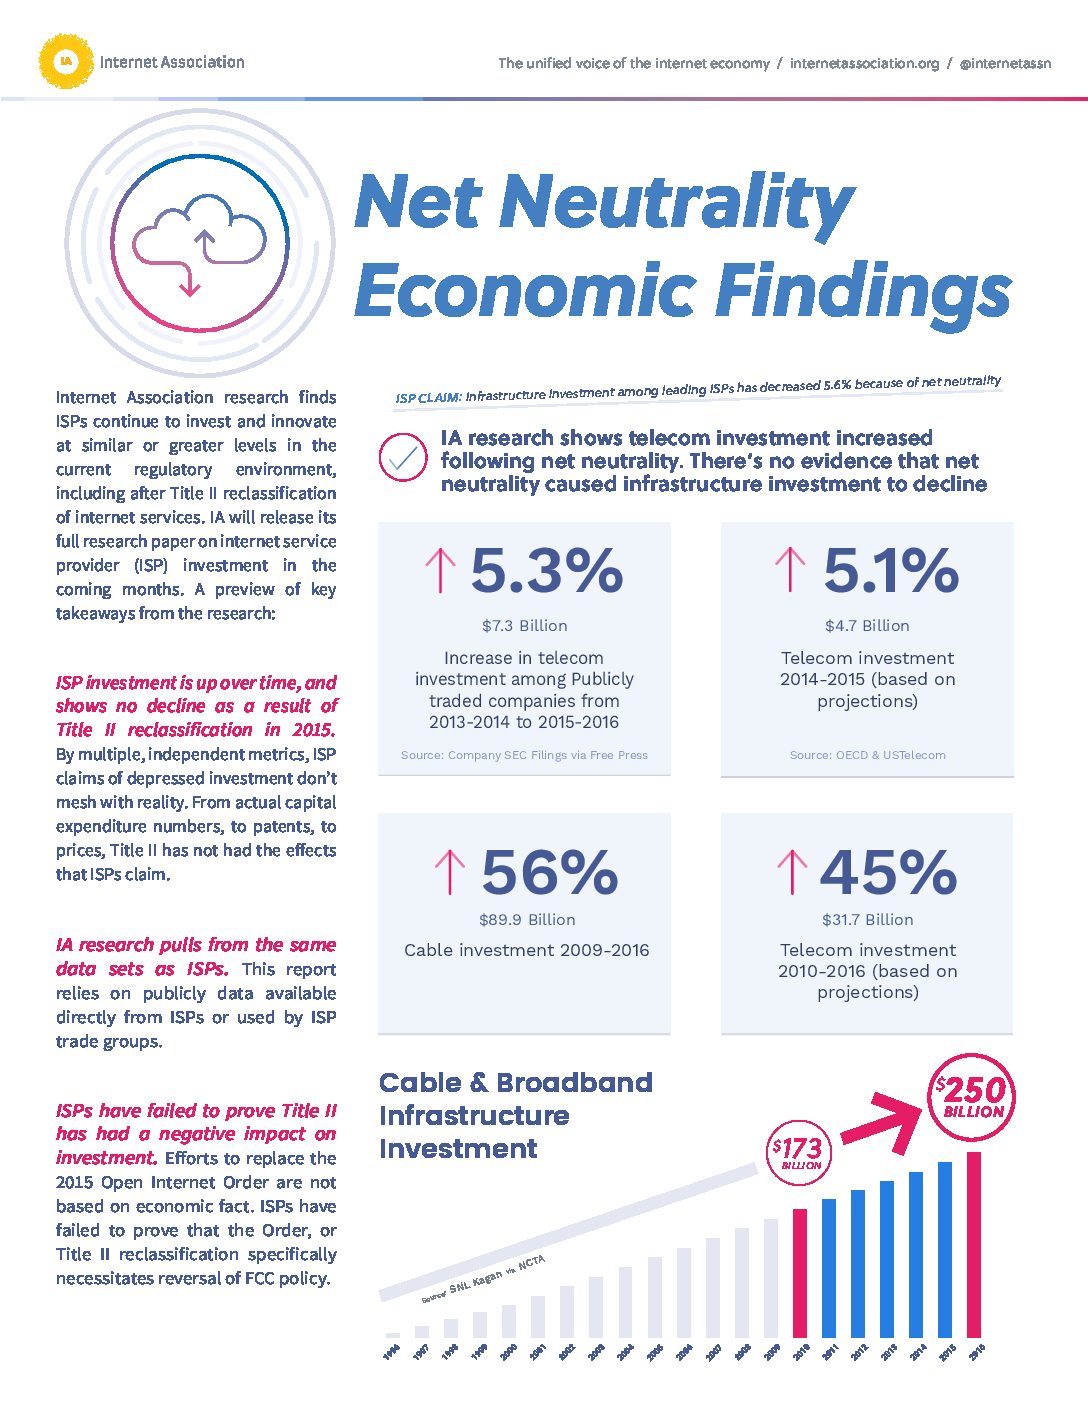 IA
Internet Association
The unified voice of the internet economy / internetassociation.org / @internetassn
Net Neutrality
Economic Findings
Internet Association research finds
ISPs continue to invest and innovate
at similar or greater levels in the
current regulatory environment,
including after Title II reclassification
of internet services. IA will release its
full research paper on internet service
provider (ISP) investment in the
coming months. A preview of key
takeaways from the research:
ISP investment is up over time, and
shows no decline as a result of
Title II reclassification in 2015.
By multiple, independent metrics, ISP
claims of depressed investment don't
mesh with reality. From actual capital
expenditure numbers, to patents, to
prices, Title II has not had the effects
that ISPs claim.
IA research pulls from the same
data sets as ISPs. This report
relies on publicly data available
directly from ISPs or used by ISP
trade groups.
ISPs have failed to prove Title II
has had a negative impact on
investment. Efforts to replace the
2015 Open Internet Order are not
based on economic fact. ISPs have
failed to prove that the Order, or
Title II reclassification specifically
necessitates reversal of FCC policy.
ISP CLAIM: Infrastructure investment among leading ISPs has decreased 5.6% because of net neutrality
IA research shows telecom investment increased
following net neutrality. There's no evidence that net
neutrality caused infrastructure investment to decline
5.3%
$7.3 Billion
Increase in telecom
investment among Publicly
traded companies from
2013-2014 to 2015-2016
Source: Company SEC Filings via Free Press
5.1%
$4.7 Billion
Telecom investment
2014-2015 (based on
projections)
Source: OECD & USTelecom
56%
$89.9 Billion
Cable investment 2009-2016
45%
$31.7 Billion
Telecom investment
2010-2016 (based on
projections)
Cable & Broadband
Infrastructure
Investment
$173
BILLION
$250
BILLION
Source: SNL Kagan via NCTA
1996 1997 1998 1999 2000 2001 2002 2003 2004 2005 2006 2007 2008 2009 2010 2011 2012 2013 2014 2015 2016